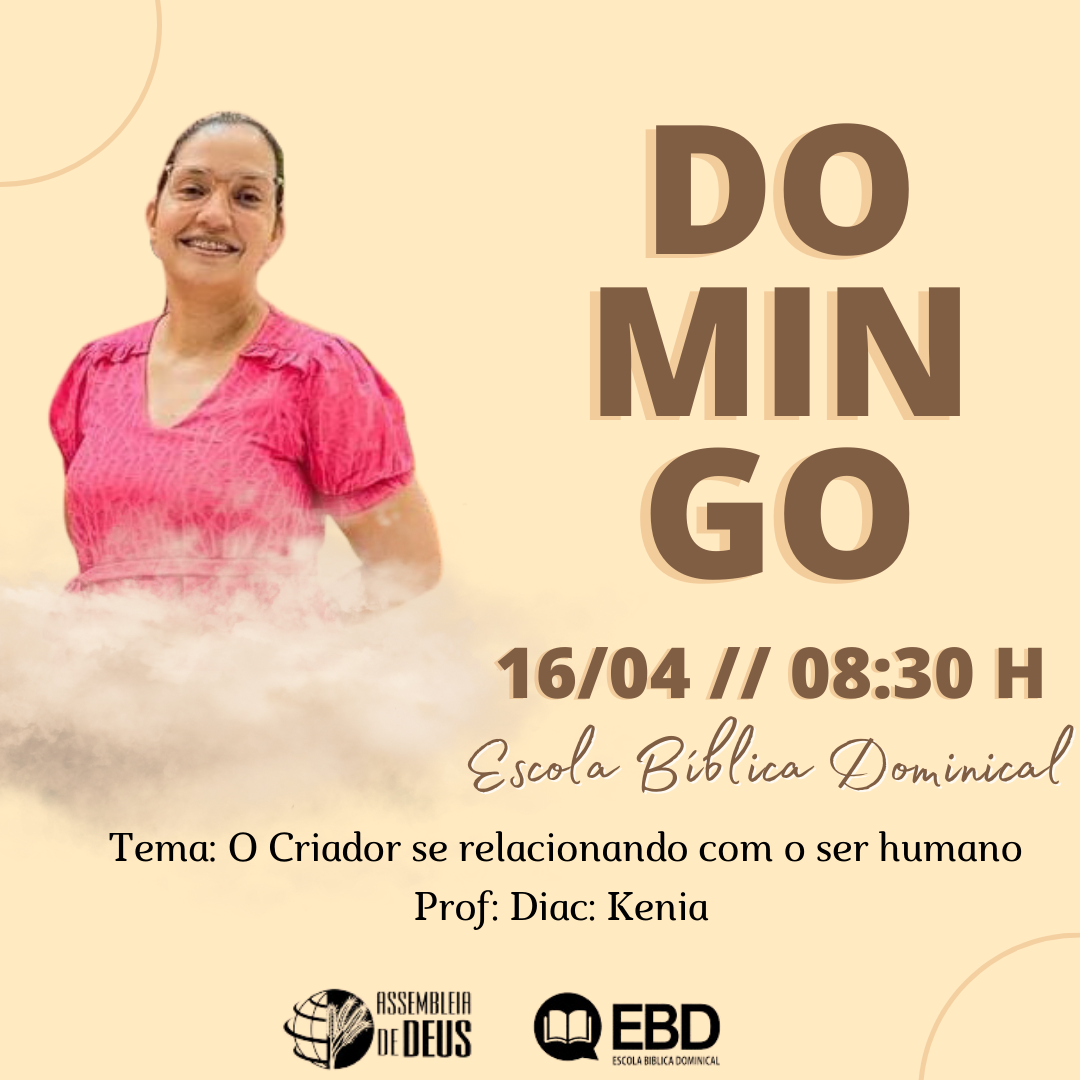 DO
MIN
GO
16/04 // 08:30 H
Escola Bíblica Dominical
Tema: O Criador se relacionando com o ser humano
Prof: Diac: Kenia
ASSEMBLEIA
DE DEUS
EBD
ESCOLA BIBLICA DOMINICAL